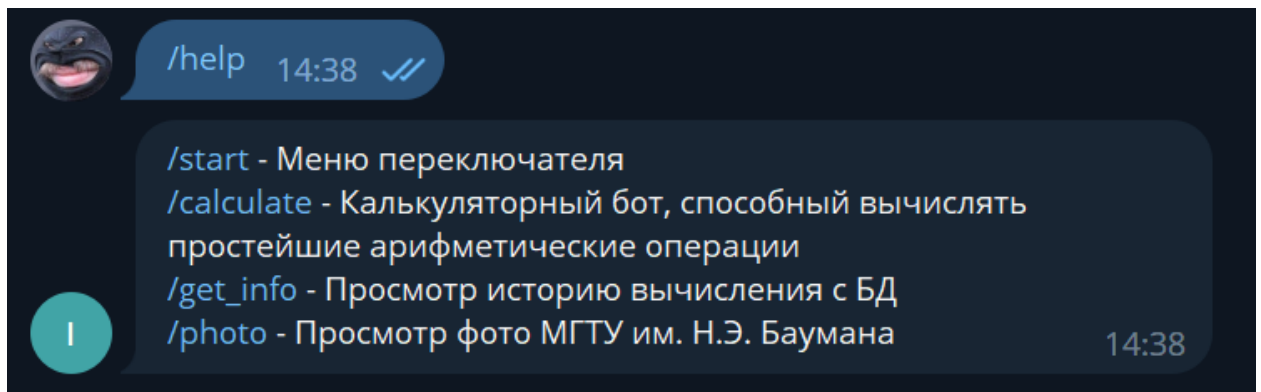 /help 14:38
/start - Меню переключателя
/calculate - Калькуляторный бот, способный вычислять
простейшие арифметические операции
/get_info - Просмотр историю вычисления с БД
/photo - Просмотр фото МГТУ им. Н.Э. Баумана
I
14:38